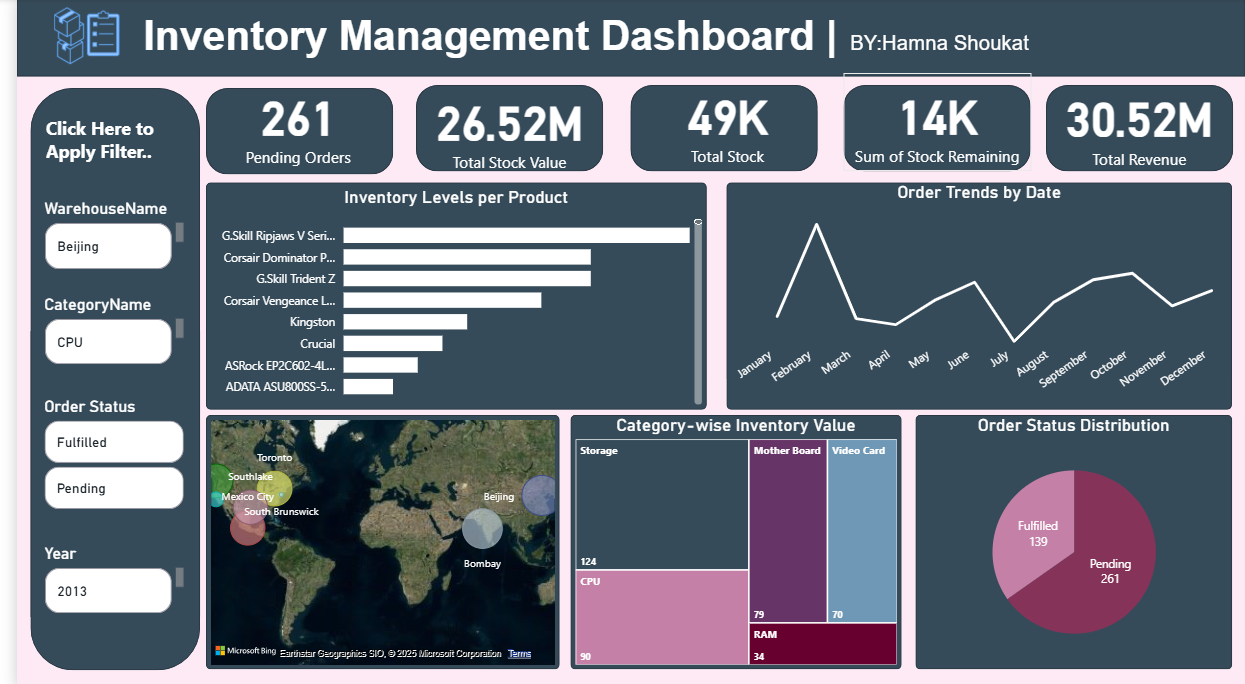 Inventory Management Dashboard | BY:Hamna Shoukat
Click Here to
Apply Filter..
WarehouseName
Beijing
CategoryName
CPU
Order Status
Fulfilled
Pending
Year
2013
261
Pending Orders
26.52M
Total Stock Value
49K
Total Stock
14K
Sum of Stock Remaining
30.52M
Total Revenue
Inventory Levels per Product
G.Skill Ripjaws V Seri...
Corsair Dominator P...
G.Skill Trident Z
Corsair Vengeance L...
Kingston
Crucial
ASRock EP2C602-4L...
ADATA ASU800SS-5...
Order Trends by Date
January
February
March
April
May
June
July
August
September
October
November
December
Toronto
Southlake
Mexico City
South Brunswick
Beijing
Bombay
Microsoft Bing
Earthstar Geographics SIO, © 2025 Microsoft Corporation Terms
Category-wise Inventory Value
Storage
124
CPU
90
Mother Board
79
Video Card
70
RAM
34
Order Status Distribution
Fulfilled
139
Pending
261